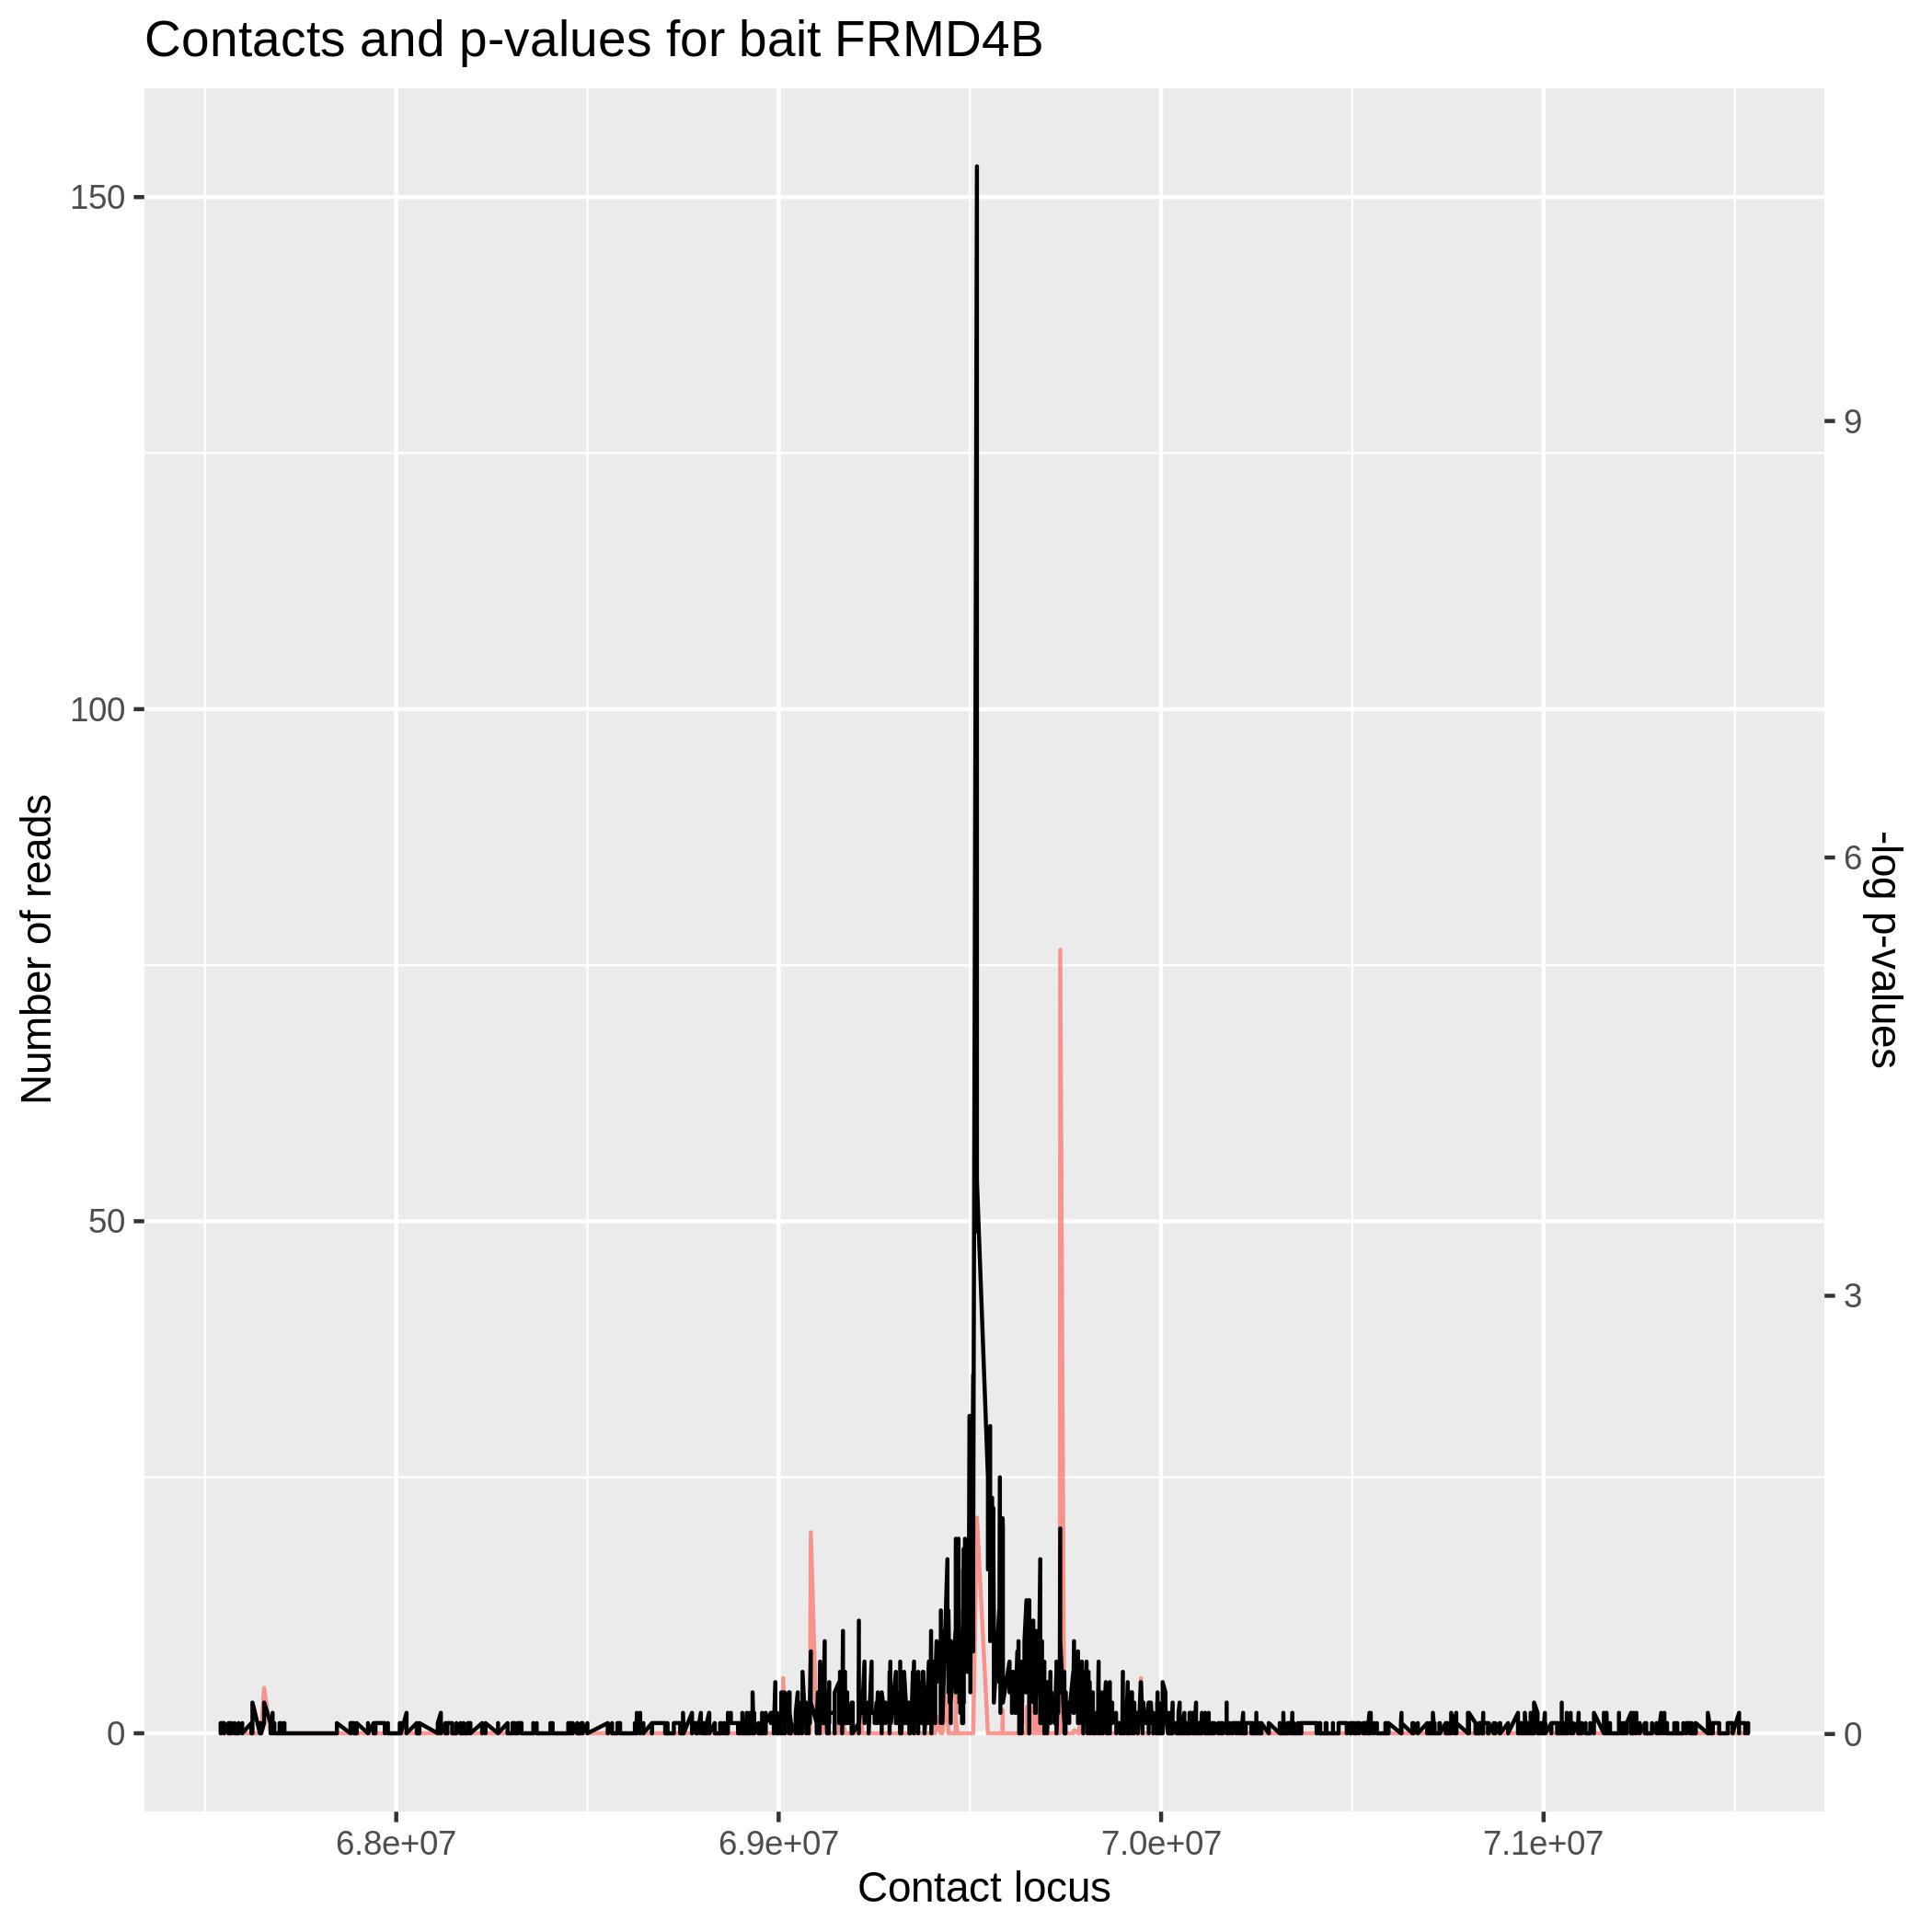 Contacts and p-values for bait FRMD4B
150
100
50
0
Number of reads
9
6
3
0
-log p-values
6.8e+07
6.9e+07
7.0e+07
7.1e+07
Contact locus